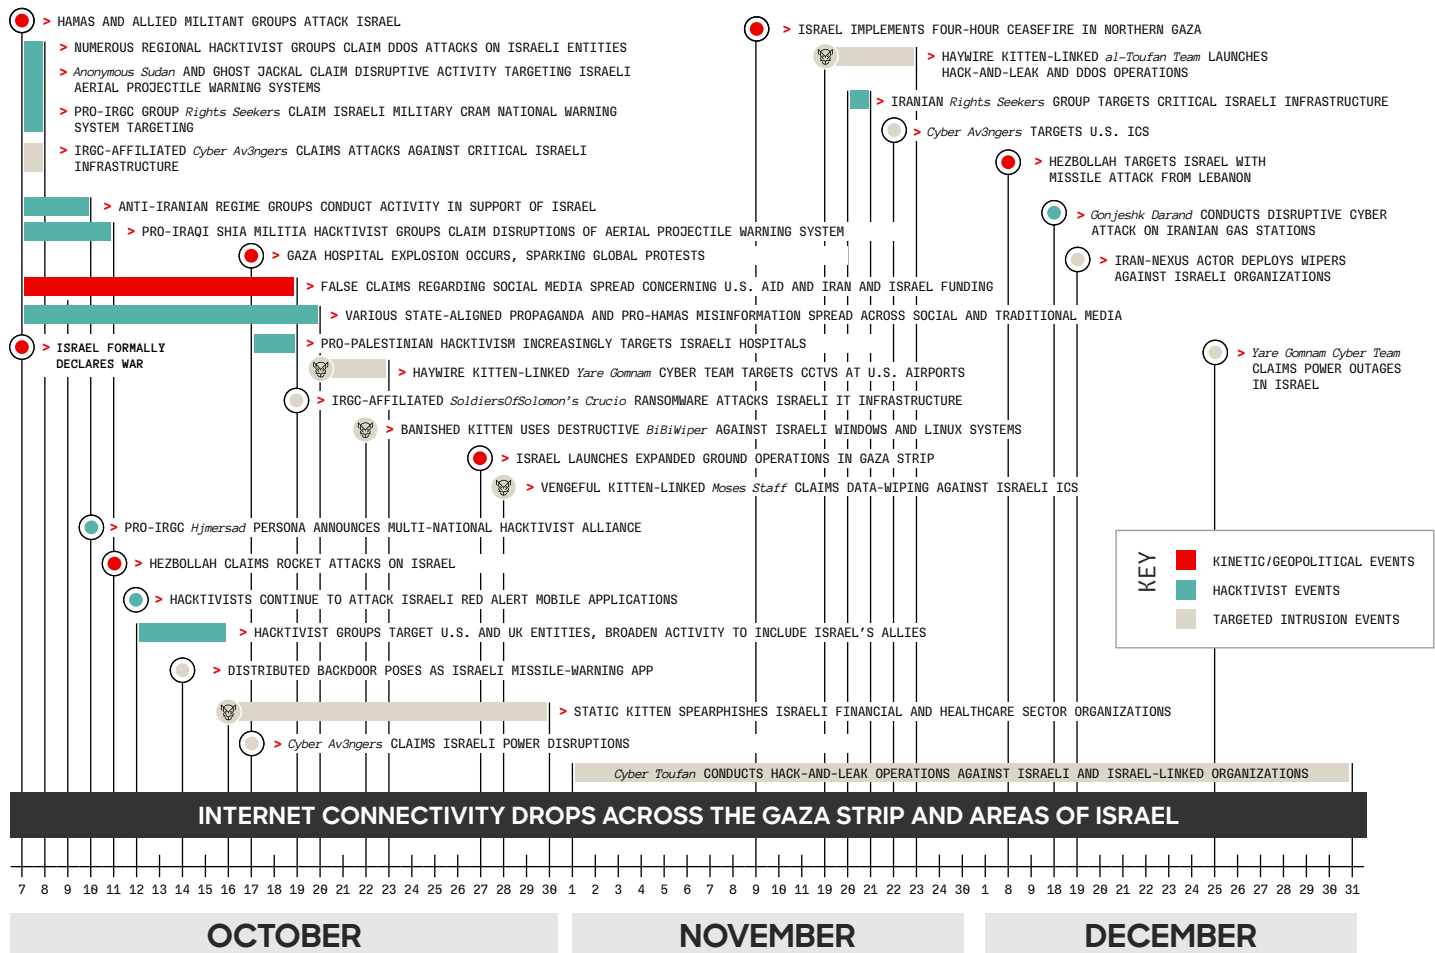 > HAMAS AND ALLIED MILITANT GROUPS ATTACK ISRAEL
> NUMEROUS REGIONAL HACKTIVIST GROUPS CLAIM DDOS ATTACKS ON ISRAELI ENTITIES
> Anonymous Sudan AND GHOST JACKAL CLAIM DISRUPTIVE ACTIVITY TARGETING ISRAELI
AERIAL PROJECTILE WARNING SYSTEMS
> PRO-IRGC GROUP Rights Seekers CLAIM ISRAELI MILITARY CRAM NATIONAL WARNING
SYSTEM TARGETING
> IRGC-AFFILIATED Cyber Av3ngers CLAIMS ATTACKS AGAINST CRITICAL ISRAELI
INFRASTRUCTURE
> ANTI-IRANIAN REGIME GROUPS CONDUCT ACTIVITY IN SUPPORT OF ISRAEL
> PRO-IRAQI SHIA MILITIA HACKTIVIST GROUPS CLAIM DISRUPTIONS OF AERIAL PROJECTILE WARNING SYSTEM
> GAZA HOSPITAL EXPLOSION OCCURS, SPARKING GLOBAL PROTESTS
> FALSE CLAIMS REGARDING SOCIAL MEDIA SPREAD CONCERNING U.S. AID AND IRAN AND ISRAEL FUNDING
> VARIOUS STATE-ALIGNED PROPAGANDA AND PRO-HAMAS MISINFORMATION SPREAD ACROSS SOCIAL AND TRADITIONAL MEDIA
> ISRAEL FORMALLY
DECLARES WAR
> PRO-PALESTINIAN HACKTIVISM INCREASINGLY TARGETS ISRAELI HOSPITALS
> HAYWIRE KITTEN-LINKED Yare Gomnam CYBER TEAM TARGETS CCTVS AT U.S. AIRPORTS
> IRGC-AFFILIATED SoldiersOfSolomon's Crucio RANSOMWARE ATTACKS ISRAELI IT INFRASTRUCTURE
> BANISHED KITTEN USES DESTRUCTIVE BiBiWiper AGAINST ISRAELI WINDOWS AND LINUX SYSTEMS
> ISRAEL LAUNCHES EXPANDED GROUND OPERATIONS IN GAZA STRIP
> VENGEFUL KITTEN-LINKED Moses Staff CLAIMS DATA-WIPING AGAINST ISRAELI ICS
> PRO-IRGC Hjmersad PERSONA ANNOUNCES MULTI-NATIONAL HACKTIVIST ALLIANCE
> HEZBOLLAH CLAIMS ROCKET ATTACKS ON ISRAEL
> HACKTIVISTS CONTINUE TO ATTACK ISRAELI RED ALERT MOBILE APPLICATIONS
> HACKTIVIST GROUPS TARGET U.S. AND UK ENTITIES, BROADEN ACTIVITY TO INCLUDE ISRAEL'S ALLIES
> DISTRIBUTED BACKDOOR POSES AS ISRAELI MISSILE-WARNING APP
> STATIC KITTEN SPEARPHISHES ISRAELI FINANCIAL AND HEALTHCARE SECTOR ORGANIZATIONS
> Cyber Av3ngers CLAIMS ISRAELI POWER DISRUPTIONS
> ISRAEL IMPLEMENTS FOUR-HOUR CEASEFIRE IN NORTHERN GAZA
> HAYWIRE KITTEN-LINKED al-Toufan Team LAUNCHES
HACK-AND-LEAK AND DDOS OPERATIONS
> IRANIAN Rights Seekers GROUP TARGETS CRITICAL ISRAELI INFRASTRUCTURE
> Cyber Av3ngers TARGETS U.S. ICS
> HEZBOLLAH TARGETS ISRAEL WITH
MISSILE ATTACK FROM LEBANON
> Gonjeshk Darand CONDUCTS DISRUPTIVE CYBER
ATTACK ON IRANIAN GAS STATIONS
> IRAN-NEXUS ACTOR DEPLOYS WIPERS
AGAINST ISRAELI ORGANIZATIONS
> Yare Gomnam Cyber Team
CLAIMS POWER OUTAGES
IN ISRAEL
KEY
KINETIC/GEOPOLITICAL EVENTS
HACKTIVIST EVENTS
TARGETED INTRUSION EVENTS
Cyber Toufan CONDUCTS HACK-AND-LEAK OPERATIONS AGAINST ISRAELI AND ISRAEL-LINKED ORGANIZATIONS
INTERNET CONNECTIVITY DROPS ACROSS THE GAZA STRIP AND AREAS OF ISRAEL
7 8 9 10 11 12 13 14 15 16 17 18 19 20 21 22 23 25 26 27 28 30 1 2 3 4 5 6 7 8 9 10 11 19 20 21 22 23 24 30 1 8 9 18 19 20 21 22 23 24 25 26 27 28 29 30 31
OCTOBER NOVEMBER DECEMBER